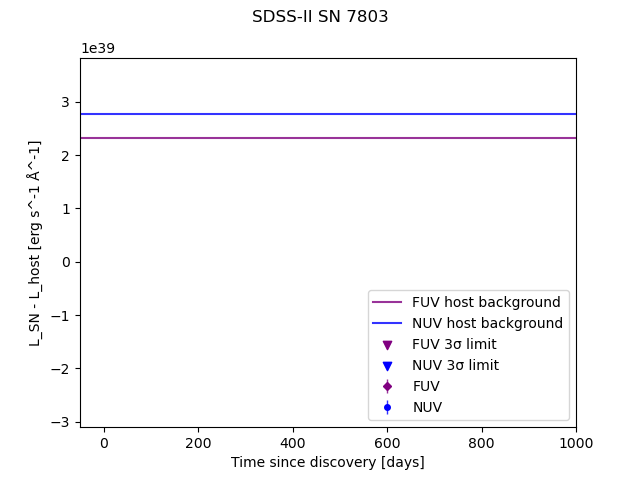 SDSS-II SN 7803
1e39
L_SN - L_host [erg s^-1 Å^-1]
3
2
1
0
−1
−2
−3
FUV host background
NUV host background
FUV 3σ limit
NUV 3σ limit
FUV
NUV
0 200 400 600 800 1000
Time since discovery [days]